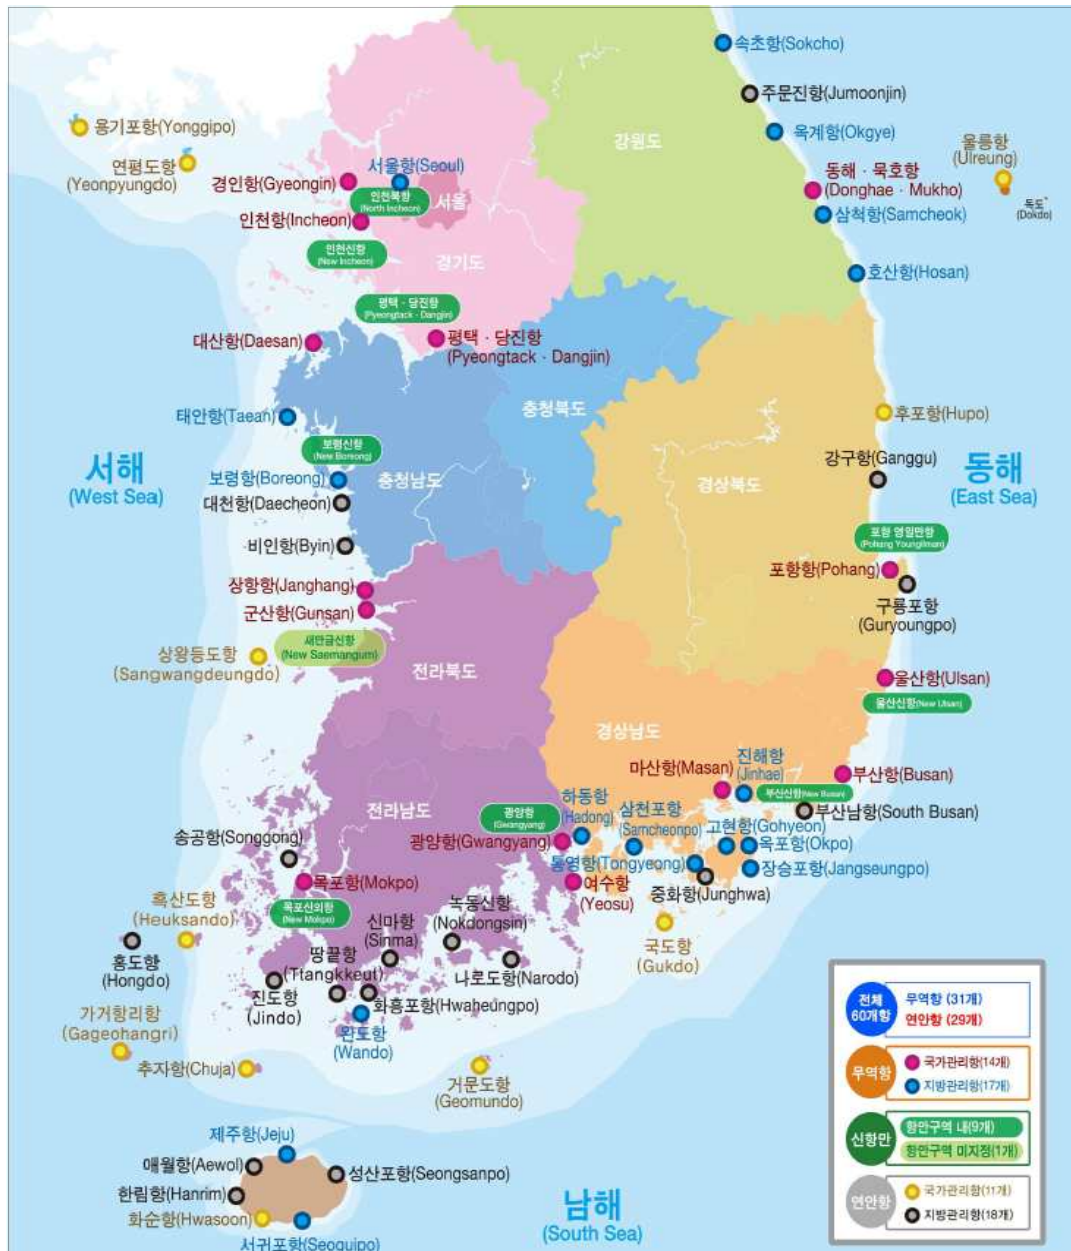 속초항(Sokcho)
주문진항(Jumoonjin)
옥계항(Okgye)
용기포항(Yonggipo)
강원도
울릉항
(Ulreung)
연평도항
(Yeonpyungdo)
서울항(Seoul)
경인항(Gyeongin)
동해 · 묵호항
(Donghae · Mukho)
인천북항
(North Incheon)
서울
독도
(Dokdo)
인천항(Incheon)
삼척항(Samcheok)
인천신항
(New Incheon)
경기도
호산항(Hosan)
평택 · 당진항
(Pyeongtack · Dangjin)
대산항(Daesan)
평택 · 당진항
(Pyeongtack · Dangjin)
태안항(Taean)
충청북도
후포항(Hupo)
보령신항
(New Boreong)
서해
(West Sea)
보령항(Boreong)
충청남도
강구항(Ganggu)
경상북도
동해
(East Sea)
대천항(Daecheon)
비인항(Byin)
포항 영일만항
(Pohang Youngilman)
장항항(Janghang)
포항항(Pohang)
군산항(Gunsan)
구룡포항
(Guryoungpo)
새만금신항
(New Saemangum)
상왕등도항
(Sangwangdeungdo)
전라북도
울산항(Ulsan)
울산신항(New Ulsan)
경상남도
진해항
(Jinhae)
마산항(Masan)
부산항(Busan)
부산신항(New Busan)
전라남도
광양항
(Gwangyang)
하동항
(Hadong)
삼천포항
(Samcheonpo)
부산남항(South Busan)
고현항(Gohyeon)
송공항(Songgong)
광양항(Gwangyang)
옥포항(Okpo)
통영항(Tongyeong)
장승포항(Jangseungpo)
목포항(Mokpo)
여수항
(Yeosu)
중화항(Junghwa)
흑산도항
(Heuksando)
목포신외항
(New Mokpo)
신마항
(Sinma)
녹동신항
(Nokdongsin)
국도항
(Gukdo)
홍도항
(Hongdo)
땅끝항
(Ttangkkeut)
나로도항(Narodo)
진도항
(Jindo)
화흥포항(Hwaheungpo)
가거항리항
(Gageohangri)
완도항
(Wando)
추자항(Chuja)
거문도항
(Geomundo)
제주항(Jeju)
애월항(Aewol)
성산포항(Seongsanpo)
한림항(Hanrim)
화순항(Hwasoon)
서귀포항(Seoguipo)
남해
(South Sea)
전체
60개항
무역항 (31개)
연안항 (29개)
무역항
국가관리항(14개)
지방관리항(17개)
신항만
항만구역 내(9개)
항만구역 미지정(1개)
연안항
국가관리항(11개)
지방관리항(18개)